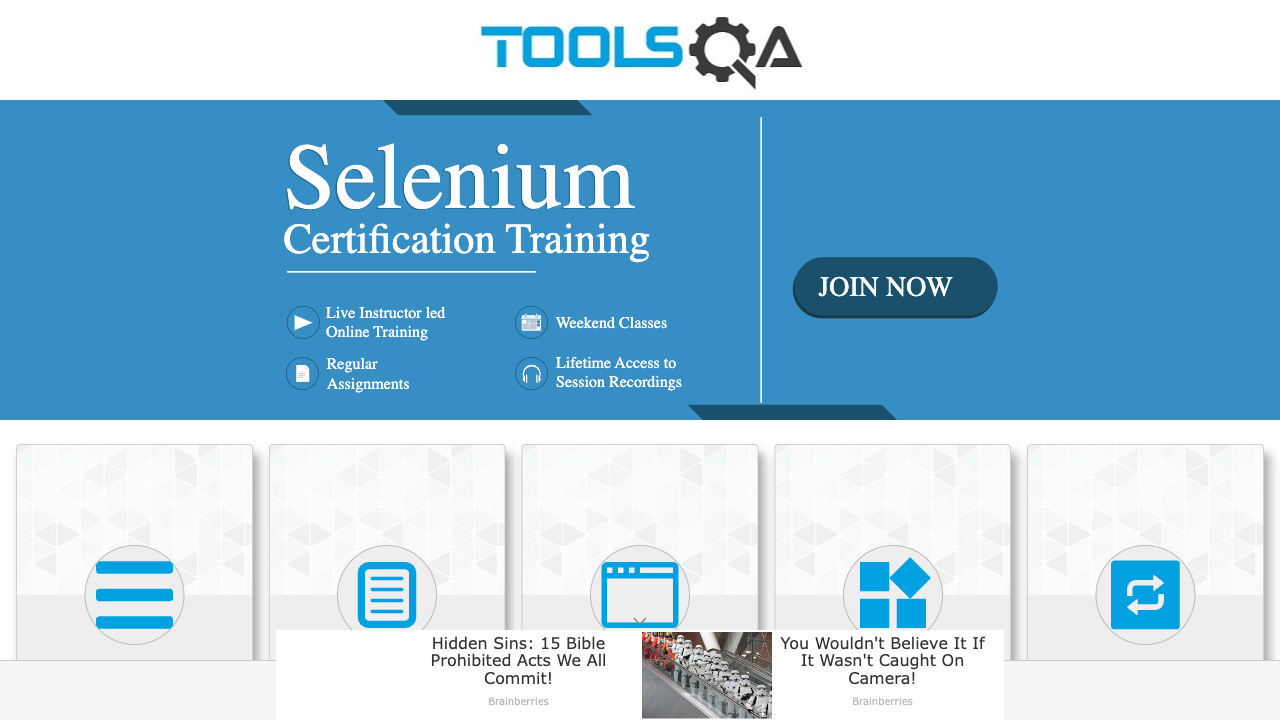 TOOLSQA
Selenium
Certification Training
JOIN NOW
Live Instructor led
Online Training
Weekend Classes
Regular
Assignments
Lifetime Access to
Session Recordings
Hidden Sins: 15 Bible
Prohibited Acts We All
Commit!
Brainberries
You Wouldn't Believe It If
It Wasn't Caught On
Camera!
Brainberries